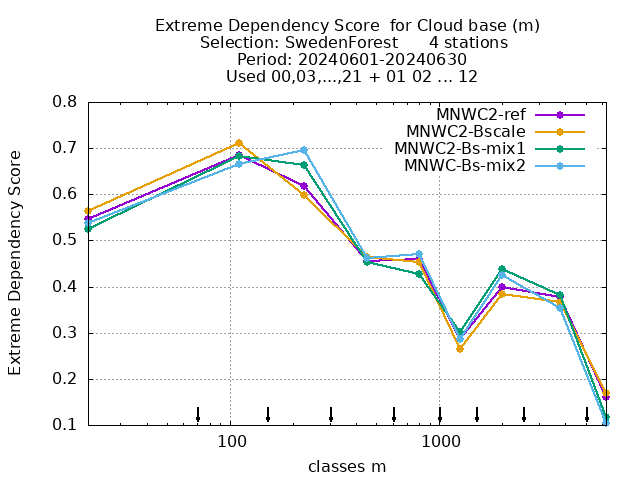 Extreme Dependency Score  for Cloud base (m)
Selection: SwedenForest      4 stations
Period: 20240601-20240630
Used 00,03,...,21 + 01 02 ... 12
MNWC2-ref
MNWC2-Bscale
MNWC2-Bs-mix1
MNWC-Bs-mix2
Extreme Dependency Score
0.8
0.7
0.6
0.5
0.4
0.3
0.2
0.1
100
1000
classes m